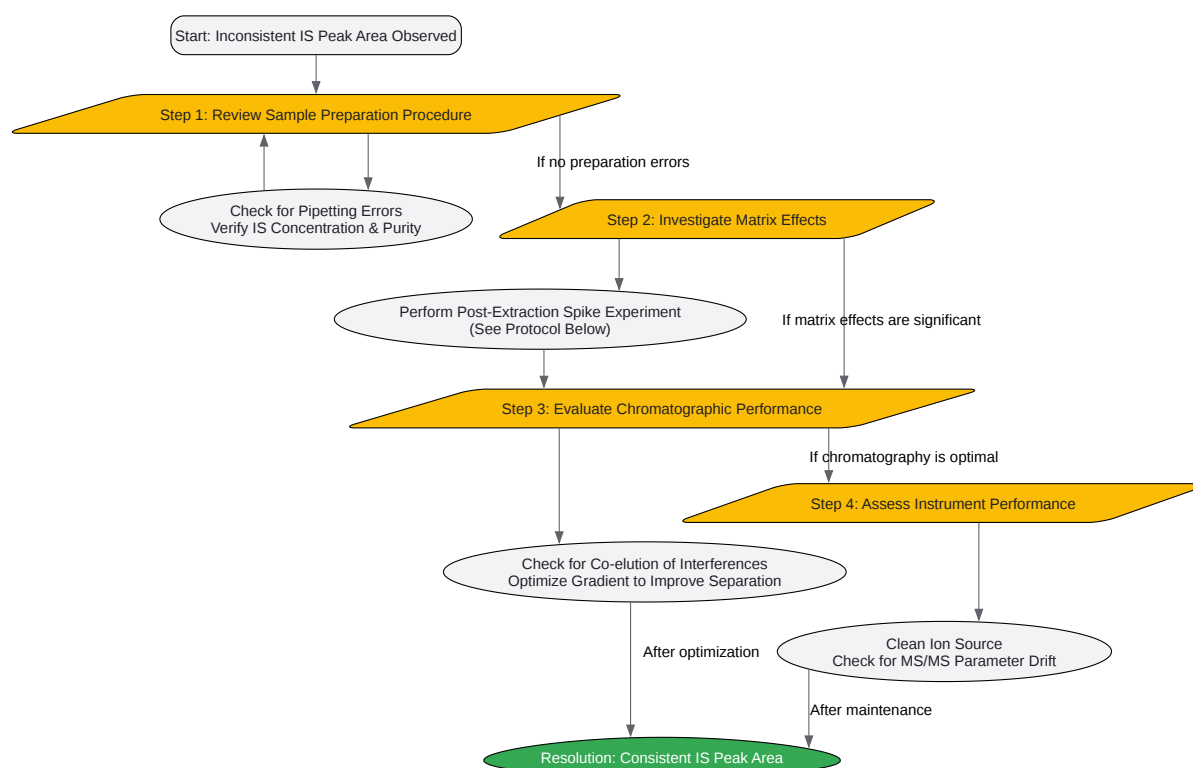 Start: Inconsistent IS Peak Area Observed
Step 1: Review Sample Preparation Procedure
If no preparation errors
Check for Pipetting Errors
Verify IS Concentration & Purity
Step 2: Investigate Matrix Effects
Perform Post-Extraction Spike Experiment
(See Protocol Below)
If matrix effects are significant
Step 3: Evaluate Chromatographic Performance
If chromatography is optimal
Step 4: Assess Instrument Performance
Check for Co-elution of Interferences
Optimize Gradient to Improve Separation
Clean Ion Source
Check for MS/MS Parameter Drift
After optimization
After maintenance
Resolution: Consistent IS Peak Area